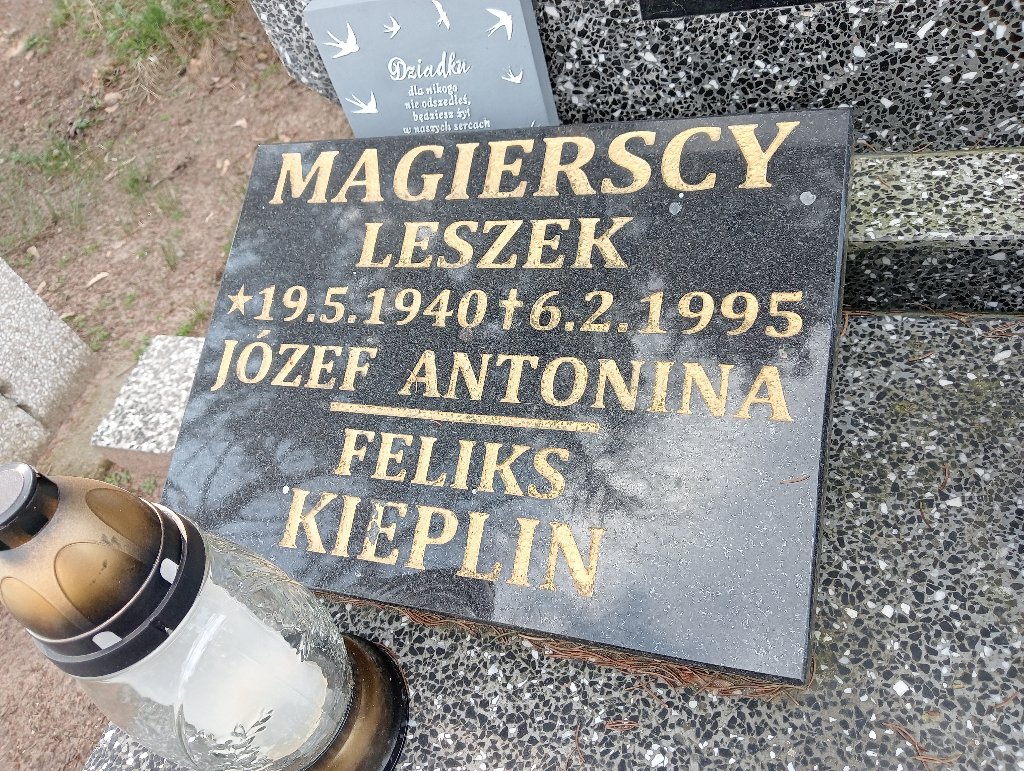 Dziadku
dla nikogo
nie odszedłeś,
będziesz żył
w naszych sercach
MAGIERSCY
LESZEK
★19.5.1940 †6.2.1995
JÓZEF ANTONINA
FELIKS
KIEPLIN